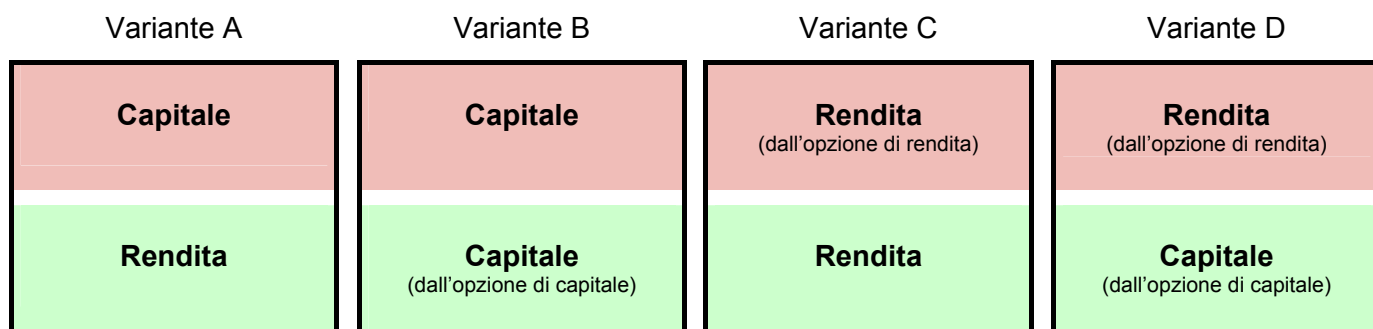 Variante A
Variante B
Variante C
Variante D
Capitale
Capitale
Rendita
(dall'opzione di rendita)
Rendita
(dall'opzione di rendita)
Rendita
Capitale
(dall'opzione di capitale)
Rendita
Capitale
(dall'opzione di capitale)